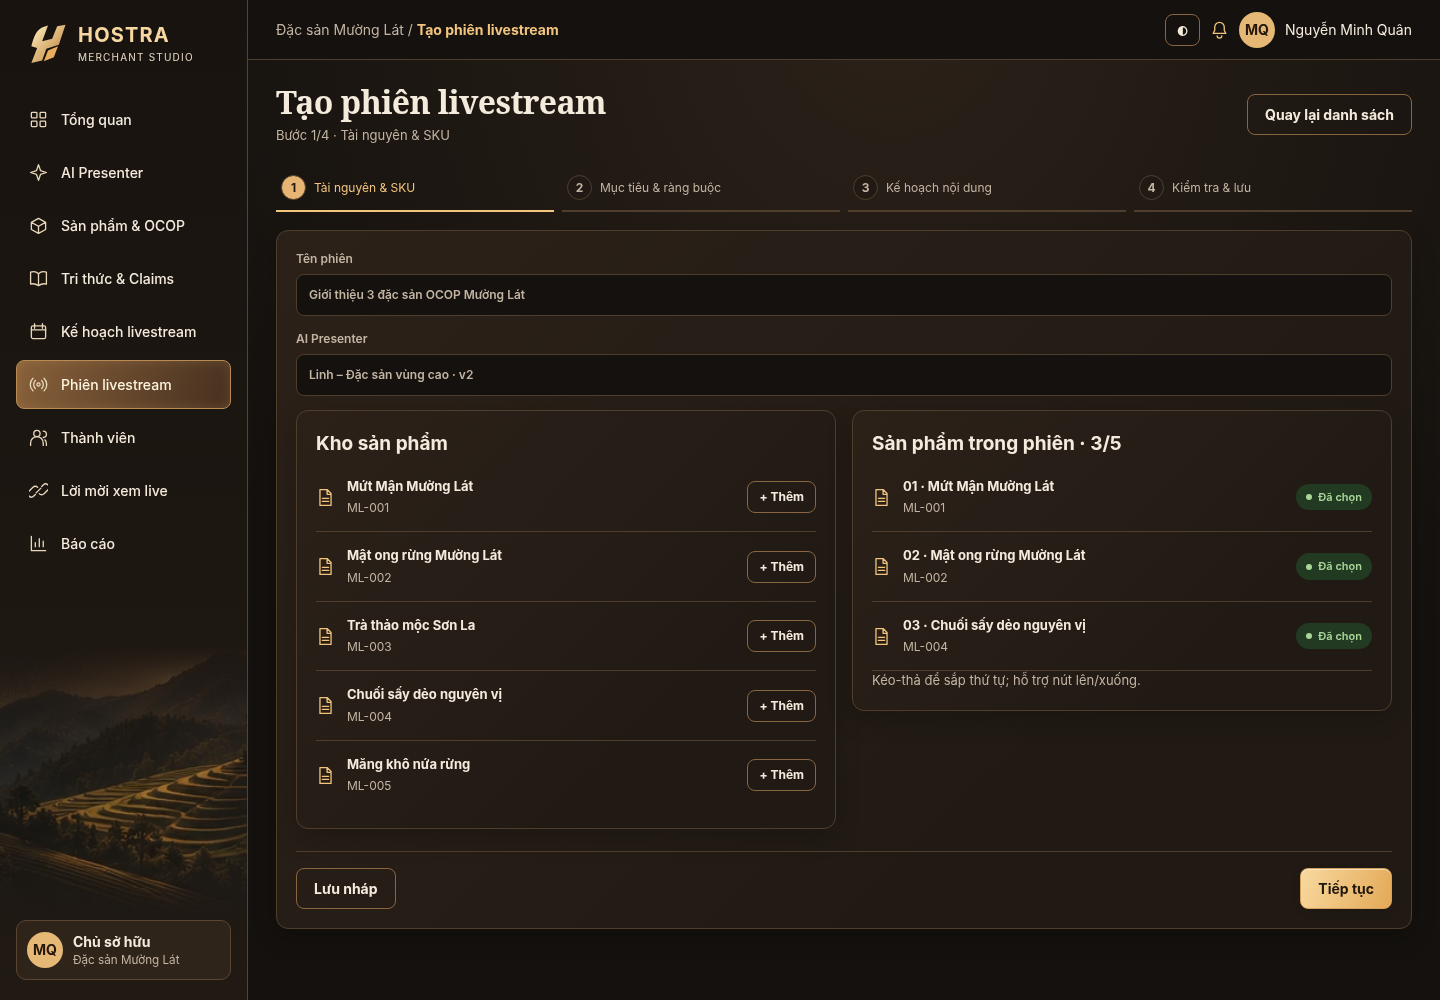 HOSTRA
MERCHANT STUDIO
Tổng quan
AI Presenter
Sản phẩm & OCOP
Tri thức & Claims
Kế hoạch livestream
Phiên livestream
Thành viên
Lời mời xem live
Báo cáo
MQ
Chủ sở hữu
Đặc sản Mường Lát
Đặc sản Mường Lát / Tạo phiên livestream
MQ Nguyễn Minh Quân
Tạo phiên livestream
Bước 1/4 · Tài nguyên & SKU
Quay lại danh sách
1 Tài nguyên & SKU
2 Mục tiêu & ràng buộc
3 Kế hoạch nội dung
4 Kiểm tra & lưu
Tên phiên
Giới thiệu 3 đặc sản OCOP Mường Lát
AI Presenter
Linh – Đặc sản vùng cao · v2
Kho sản phẩm
Mứt Mận Mường Lát
ML-001
+ Thêm
Mật ong rừng Mường Lát
ML-002
+ Thêm
Trà thảo mộc Sơn La
ML-003
+ Thêm
Chuối sấy dẻo nguyên vị
ML-004
+ Thêm
Măng khô nứa rừng
ML-005
+ Thêm
Sản phẩm trong phiên · 3/5
01 · Mứt Mận Mường Lát
ML-001
Đã chọn
02 · Mật ong rừng Mường Lát
ML-002
Đã chọn
03 · Chuối sấy dẻo nguyên vị
ML-004
Đã chọn
Kéo-thả để sắp thứ tự; hỗ trợ nút lên/xuống.
Lưu nháp
Tiếp tục